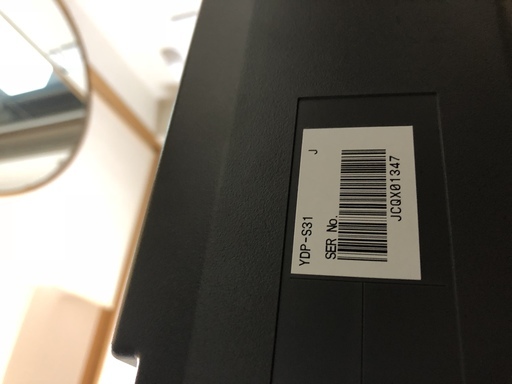 YDP-S31 J
SER No.
JCQX01347